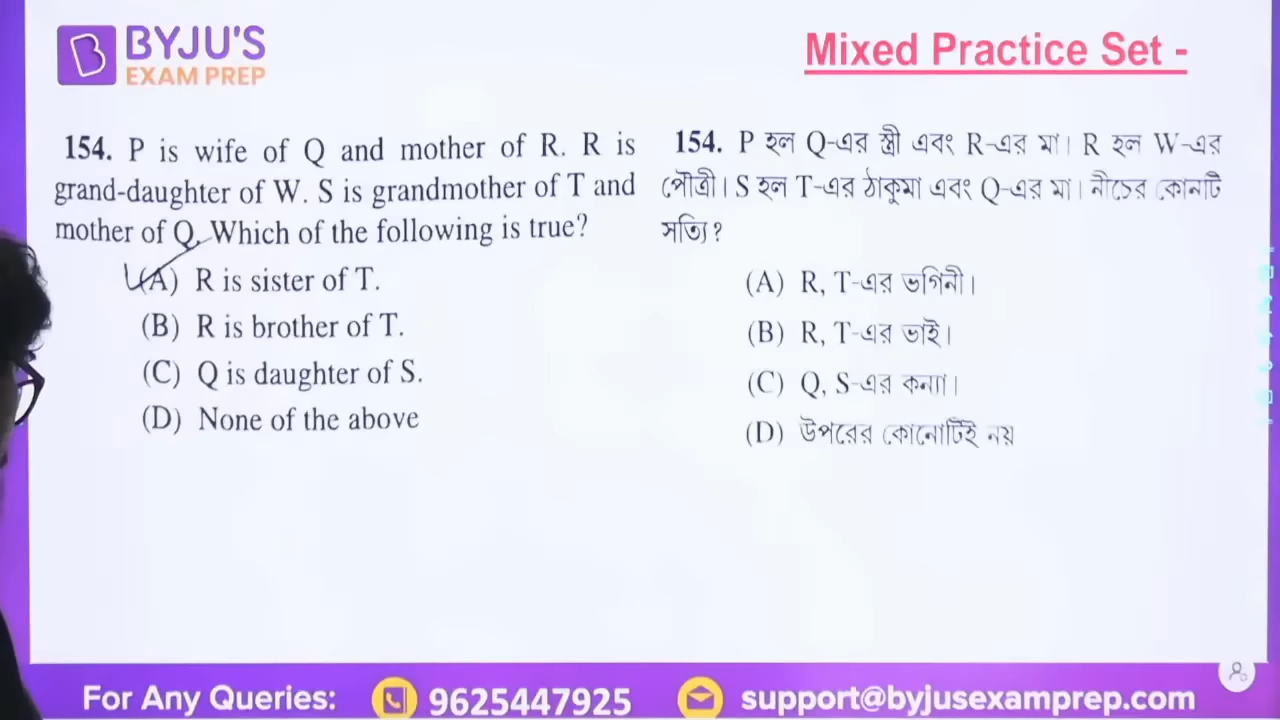 BYJU'S
EXAM PREP
Mixed Practice Set -
154. P is wife of Q and mother of R. R is
grand-daughter of W. S is grandmother of T and
mother of Q. Which of the following is true?
(A) R is sister of T.
(B) R is brother of T.
(C) Q is daughter of S.
(D) None of the above
154. P হল Q-এর স্ত্রী এবং R-এর মা। R হল W-এর
পৌত্রী। S হল T-এর ঠাকুমা এবং Q-এর মা। নীচের কোনটি
সত্যি?
(A) R, T-এর ভগিনী।
(B) R, T-এর ভাই।
(C) Q, S-এর কন্যা।
(D) উপরের কোনোটিই নয়
For Any Queries: 9625447925 support@byjusexamprep.com